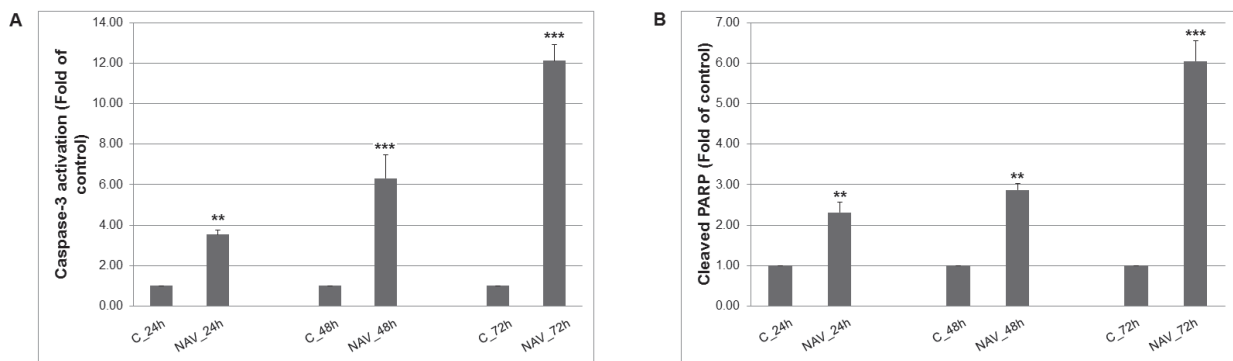 A
Caspase-3 activation (Fold of
control)
14.00
12.00
10.00
8.00
6.00
4.00
2.00
0.00
**
***
***
C_24h
NAV_24h
C_48h
NAV_48h
C_72h
NAV_72h
B
Cleaved PARP (Fold of control)
7.00
6.00
5.00
4.00
3.00
2.00
1.00
0.00
**
**
***
C_24h
NAV_24h
C_48h
NAV_48h
C_72h
NAV_72h